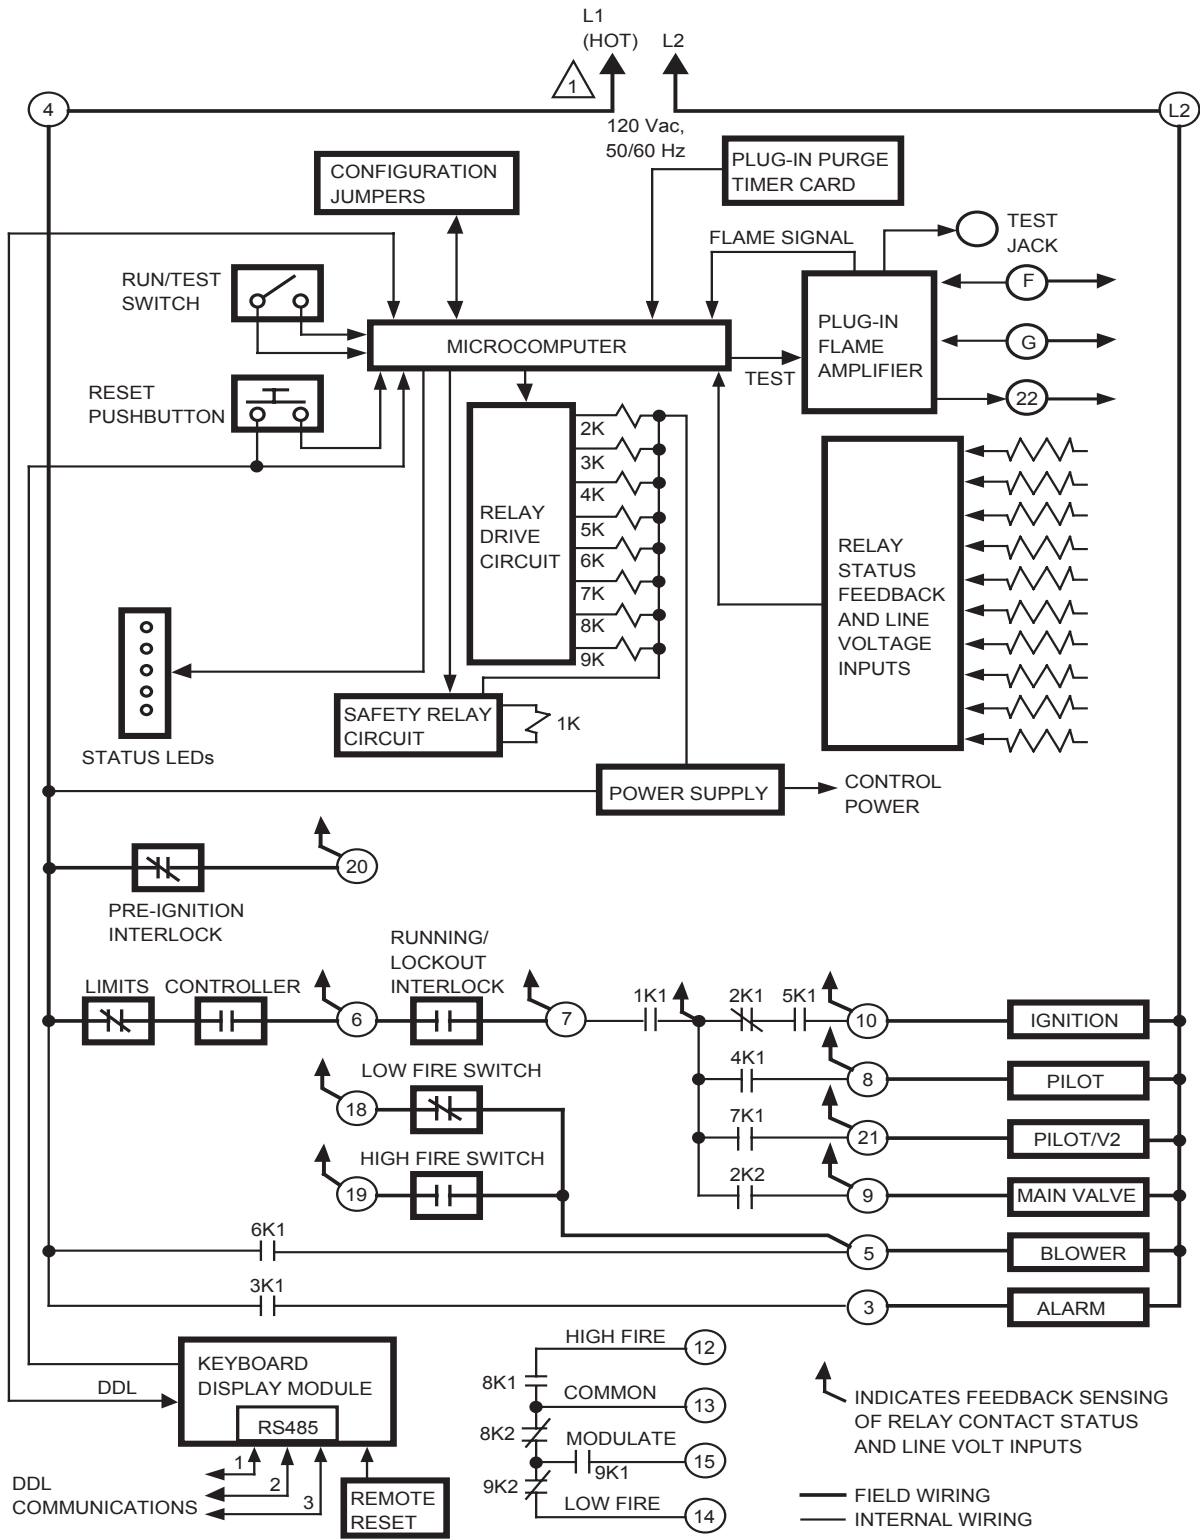 L1
(HOT)
L2
1
4
L2
120 Vac,
50/60 Hz
CONFIGURATION
JUMPERS
PLUG-IN PURGE
TIMER CARD
FLAME SIGNAL
TEST
JACK
RUN/TEST
SWITCH
F
MICROCOMPUTER
PLUG-IN
FLAME
AMPLIFIER
G
TEST
22
RESET
PUSHBUTTON
2K
3K
4K
5K
6K
7K
8K
9K
RELAY
DRIVE
CIRCUIT
RELAY
STATUS
FEEDBACK
AND LINE
VOLTAGE
INPUTS
STATUS LEDs
SAFETY RELAY
CIRCUIT
1K
POWER SUPPLY
CONTROL
POWER
20
PRE-IGNITION
INTERLOCK
LIMITS
CONTROLLER
6
RUNNING/
LOCKOUT
INTERLOCK
7
1K1
2K1
5K1
10
IGNITION
LOW FIRE SWITCH
18
4K1
8
PILOT
HIGH FIRE SWITCH
19
7K1
21
PILOT/V2
2K2
9
MAIN VALVE
6K1
5
BLOWER
3K1
3
ALARM
KEYBOARD
DISPLAY MODULE
RS485
DDL
1
2
3
DDL
COMMUNICATIONS
REMOTE
RESET
HIGH FIRE
12
8K1
COMMON
13
8K2
MODULATE
15
9K1
9K2
LOW FIRE
14
INDICATES FEEDBACK SENSING
OF RELAY CONTACT STATUS
AND LINE VOLT INPUTS
FIELD WIRING
INTERNAL WIRING